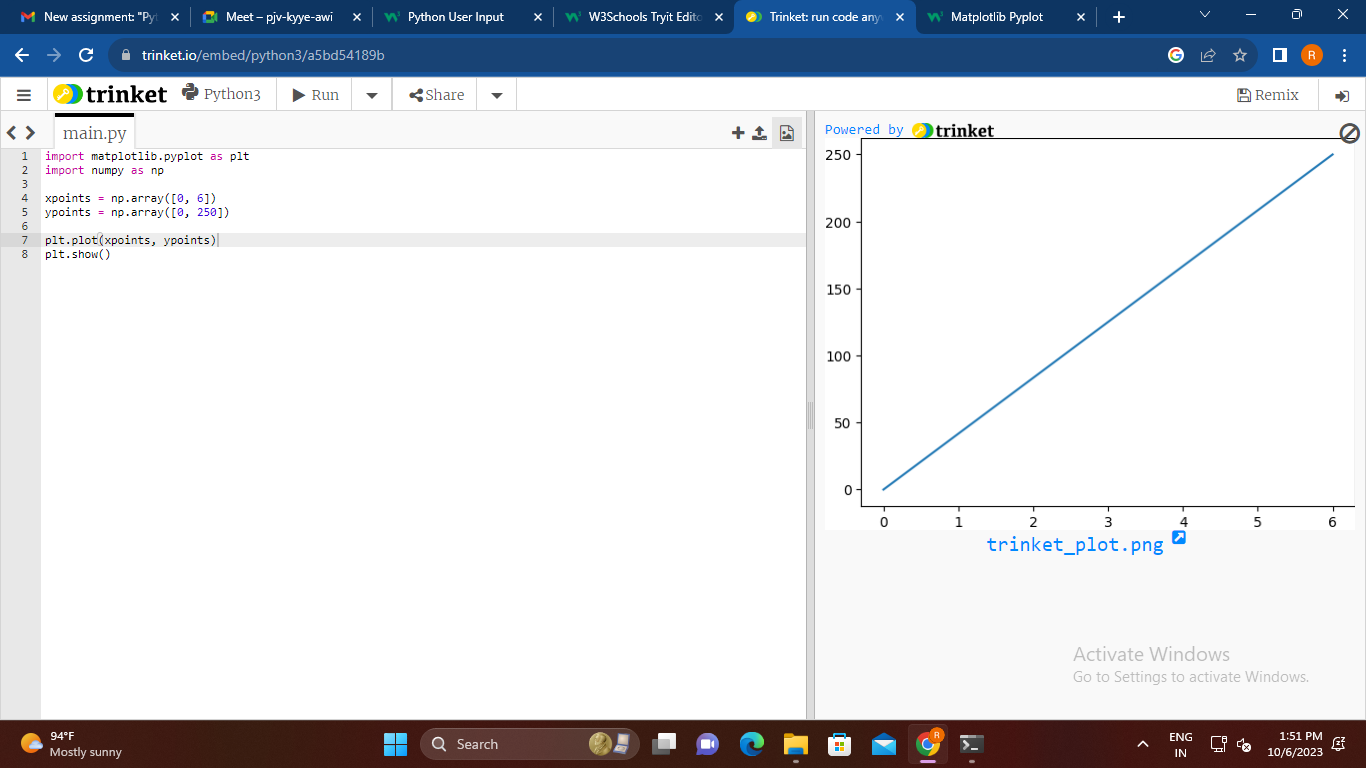 New assignment: "Pyt
Meet – pjv-kyye-awi
Python User Input
W3Schools Tryit Edito
Trinket: run code any
Matplotlib Pyplot
trinket.io/embed/python3/a5bd54189b
R
trinket
Python3
Run
Share
Remix
main.py
Powered by trinket
1 import matplotlib.pyplot as plt
2 import numpy as np
3
4 xpoints = np.array([0, 6])
5 ypoints = np.array([0, 250])
6
7 plt.plot(xpoints, ypoints)
8 plt.show()
250
200
150
100
50
0
0 1 2 3 4 5 6
trinket_plot.png
Activate Windows
Go to Settings to activate Windows.
94°F
Mostly sunny
Search
R
ENG
IN
1:51 PM
10/6/2023